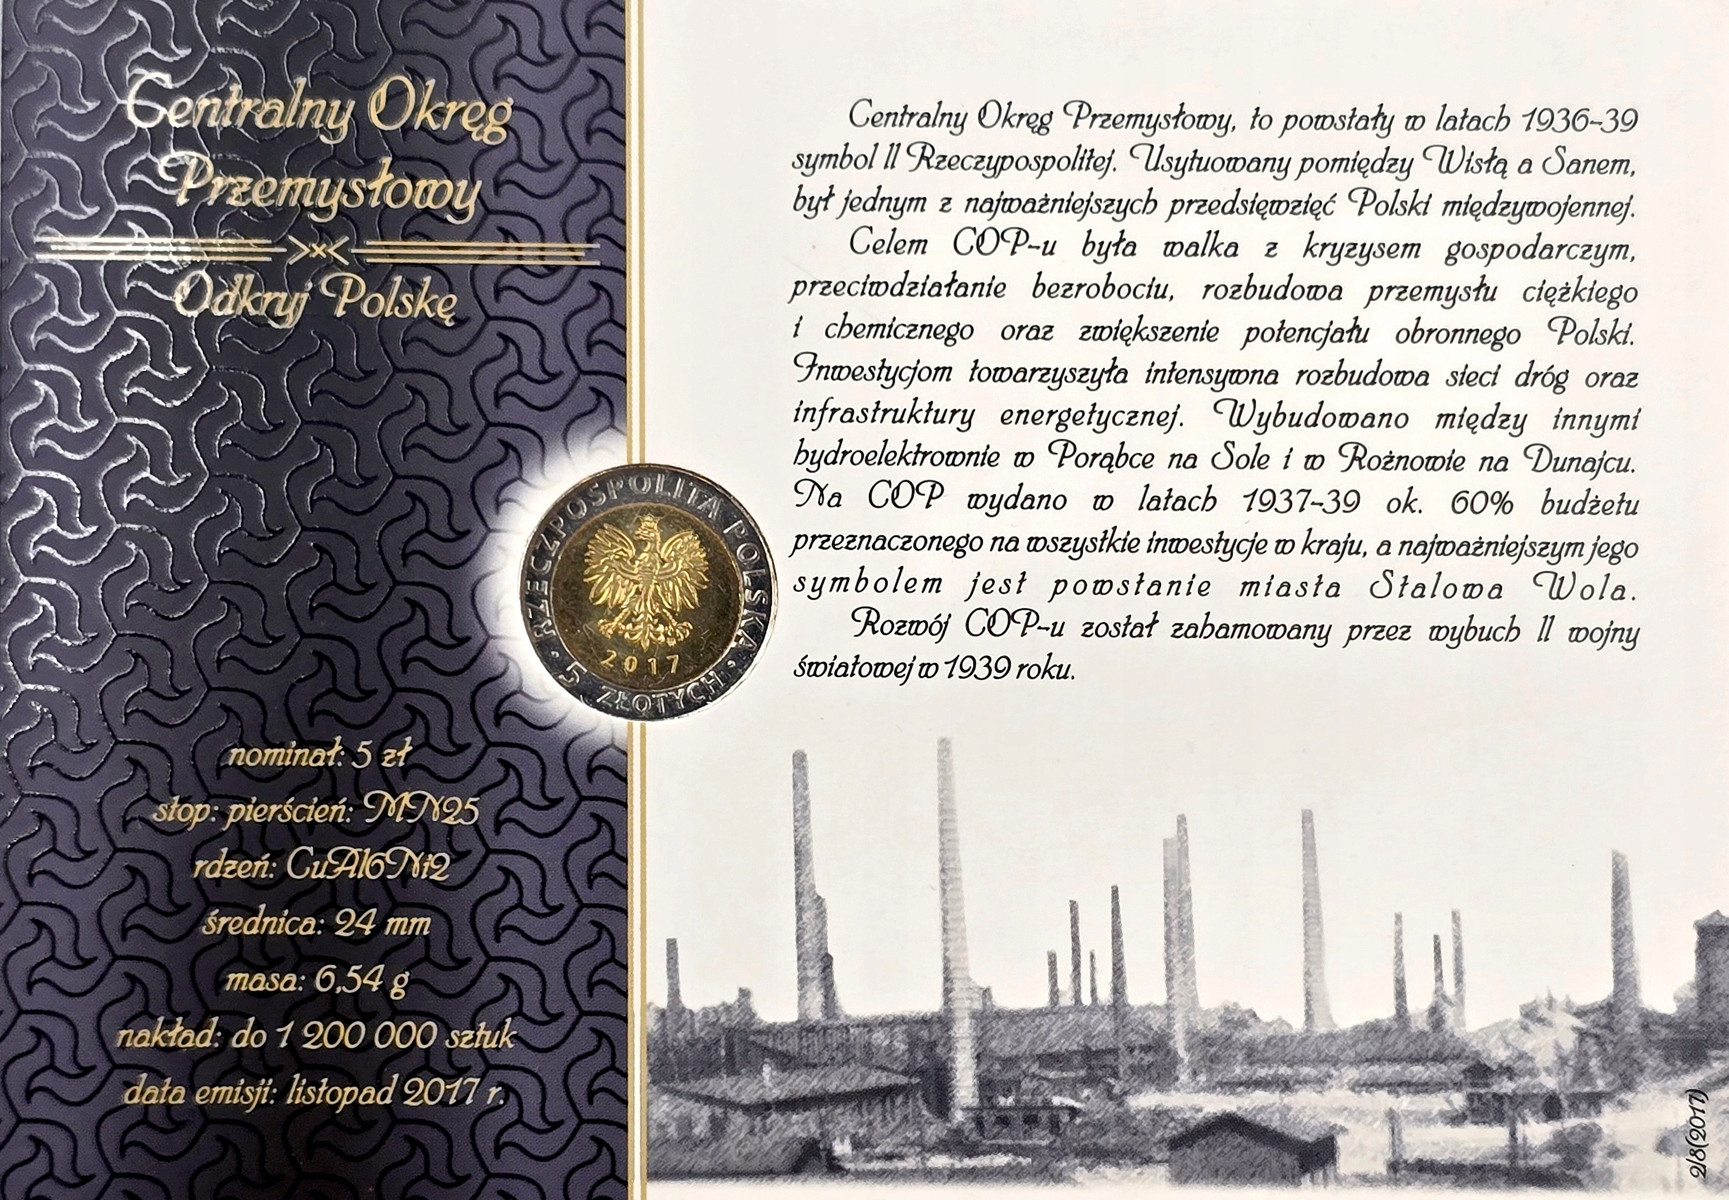 Centralny Okręg
Przemysłowy
Odkryj Polskę
nominał: 5 zł
stop: pierścień: MN25
rdzeń: CuAl6Ni2
średnica: 24 mm
masa: 6,54 g
nakład: do 1 200 000 sztuk
data emisji: listopad 2017 r.
RZECZPOSPOLITA POLSKA
2017
5 ZŁOTYCH
Centralny Okręg Przemysłowy, to powstały w latach 1936-39
symbol II Rzeczypospolitej. Usytuowany pomiędzy Wisłą a Sanem,
był jednym z najważniejszych przedsięwzięć Polski międzywojennej.
Celem COP-u była walka z kryzysem gospodarczym,
przeciwdziałanie bezrobociu, rozbudowa przemysłu ciężkiego
i chemicznego oraz zwiększenie potencjału obronnego Polski.
Inwestycjom towarzyszyła intensywna rozbudowa sieci dróg oraz
infrastruktury energetycznej. Wybudowano między innymi
hydroelektrownie w Porąbce na Sole i w Rożnowie na Dunajcu.
Na COP wydano w latach 1937-39 ok. 60% budżetu
przeznaczonego na wszystkie inwestycje w kraju, a najważniejszym jego
symbolem jest powstanie miasta Stalowa Wola.
Rozwój COP-u został zahamowany przez wybuch II wojny
światowej w 1939 roku.
2/8(2017)